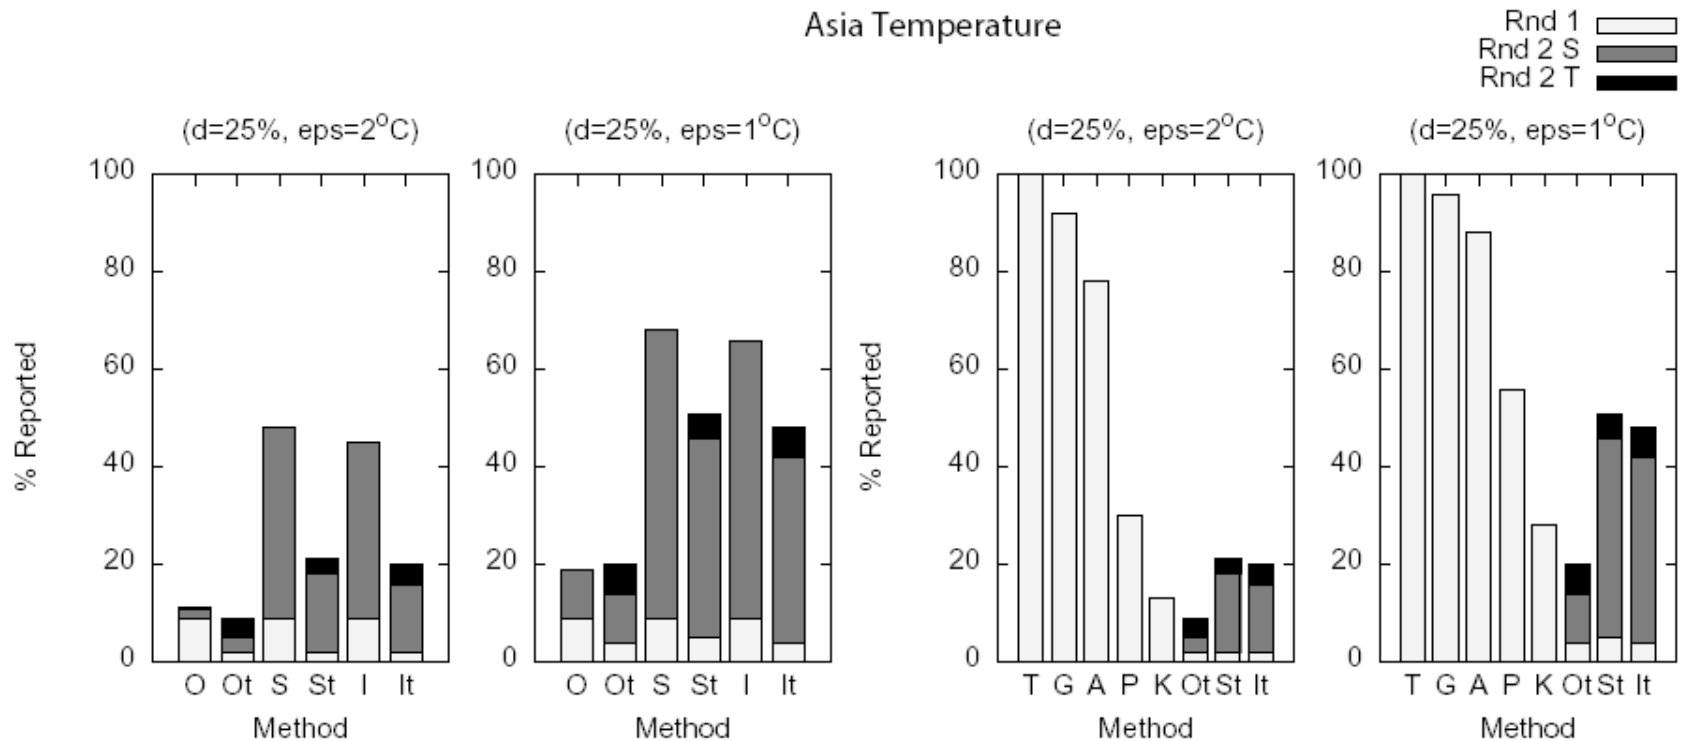 Asia Temperature
Rnd 1
Rnd 2 S
Rnd 2 T
(d=25%, eps=2°C)
(d=25%, eps=1°C)
(d=25%, eps=2°C)
(d=25%, eps=1°C)
% Reported
100
80
60
40
20
0
O Ot S St I It
Method
100
80
60
40
20
0
O Ot S St I It
Method
% Reported
100
80
60
40
20
0
T G A P K Ot St It
Method
100
80
60
40
20
0
T G A P K Ot St It
Method